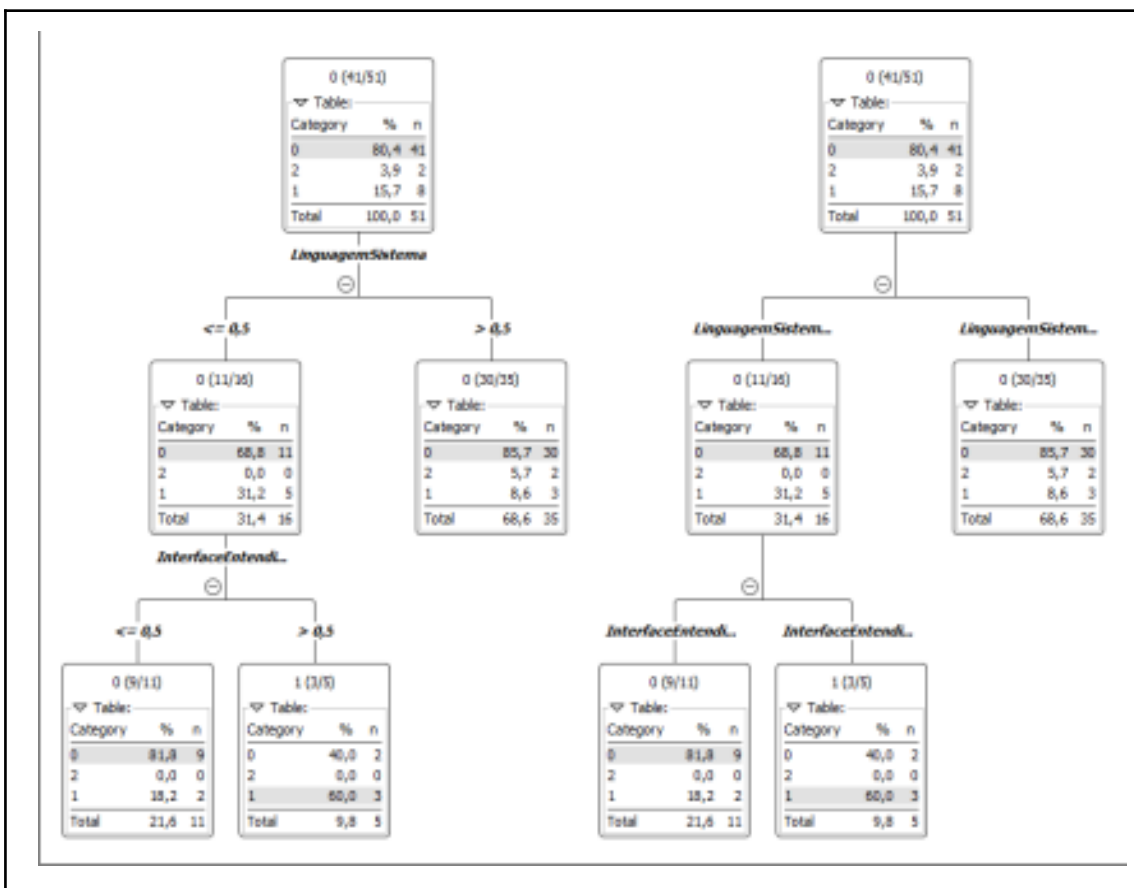 0 (41/51)
Table:
Category % n
0 80,4 41
2 3,9 2
1 15,7 8
Total 100,0 51
LinguagemSistema
<= 0,5
> 0,5
0 (11/16)
Table:
Category % n
0 68,8 11
2 0,0 0
1 31,2 5
Total 31,4 16
0 (30/35)
Table:
Category % n
0 85,7 30
2 5,7 2
1 8,6 3
Total 68,6 35
InterfaceEntendi...
<= 0,5
> 0,5
0 (9/11)
Table:
Category % n
0 81,8 9
2 0,0 0
1 18,2 2
Total 21,6 11
1 (3/5)
Table:
Category % n
0 40,0 2
2 0,0 0
1 60,0 3
Total 9,8 5
0 (41/51)
Table:
Category % n
0 80,4 41
2 3,9 2
1 15,7 8
Total 100,0 51
LinguagemSistem...
LinguagemSistem...
0 (11/16)
Table:
Category % n
0 68,8 11
2 0,0 0
1 31,2 5
Total 31,4 16
0 (30/35)
Table:
Category % n
0 85,7 30
2 5,7 2
1 8,6 3
Total 68,6 35
InterfaceEntendi...
InterfaceEntendi...
0 (9/11)
Table:
Category % n
0 81,8 9
2 0,0 0
1 18,2 2
Total 21,6 11
1 (3/5)
Table:
Category % n
0 40,0 2
2 0,0 0
1 60,0 3
Total 9,8 5